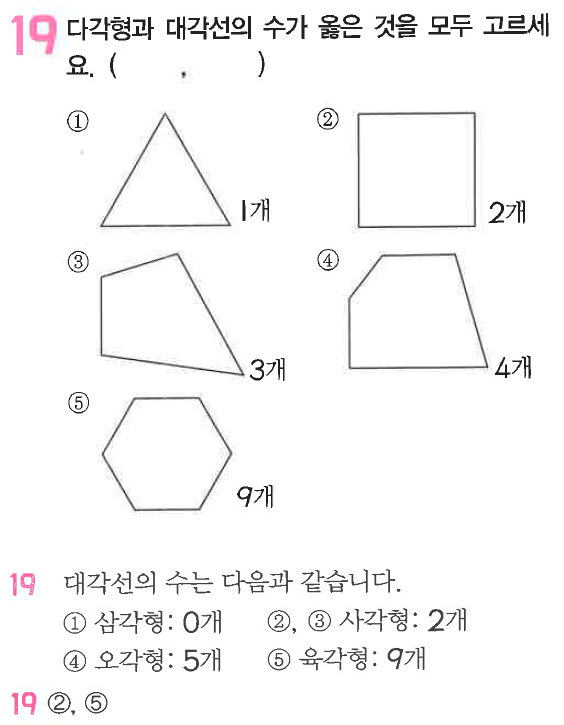 19 다각형과 대각선의 수가 옳은 것을 모두 고르세
요. ( , )
① 1개 ② 2개
③ 3개 ④ 4개
⑤ 9개
19 대각선의 수는 다음과 같습니다.
① 삼각형: 0개 ②, ③ 사각형: 2개
④ 오각형: 5개 ⑤ 육각형: 9개
19 ②, ⑤